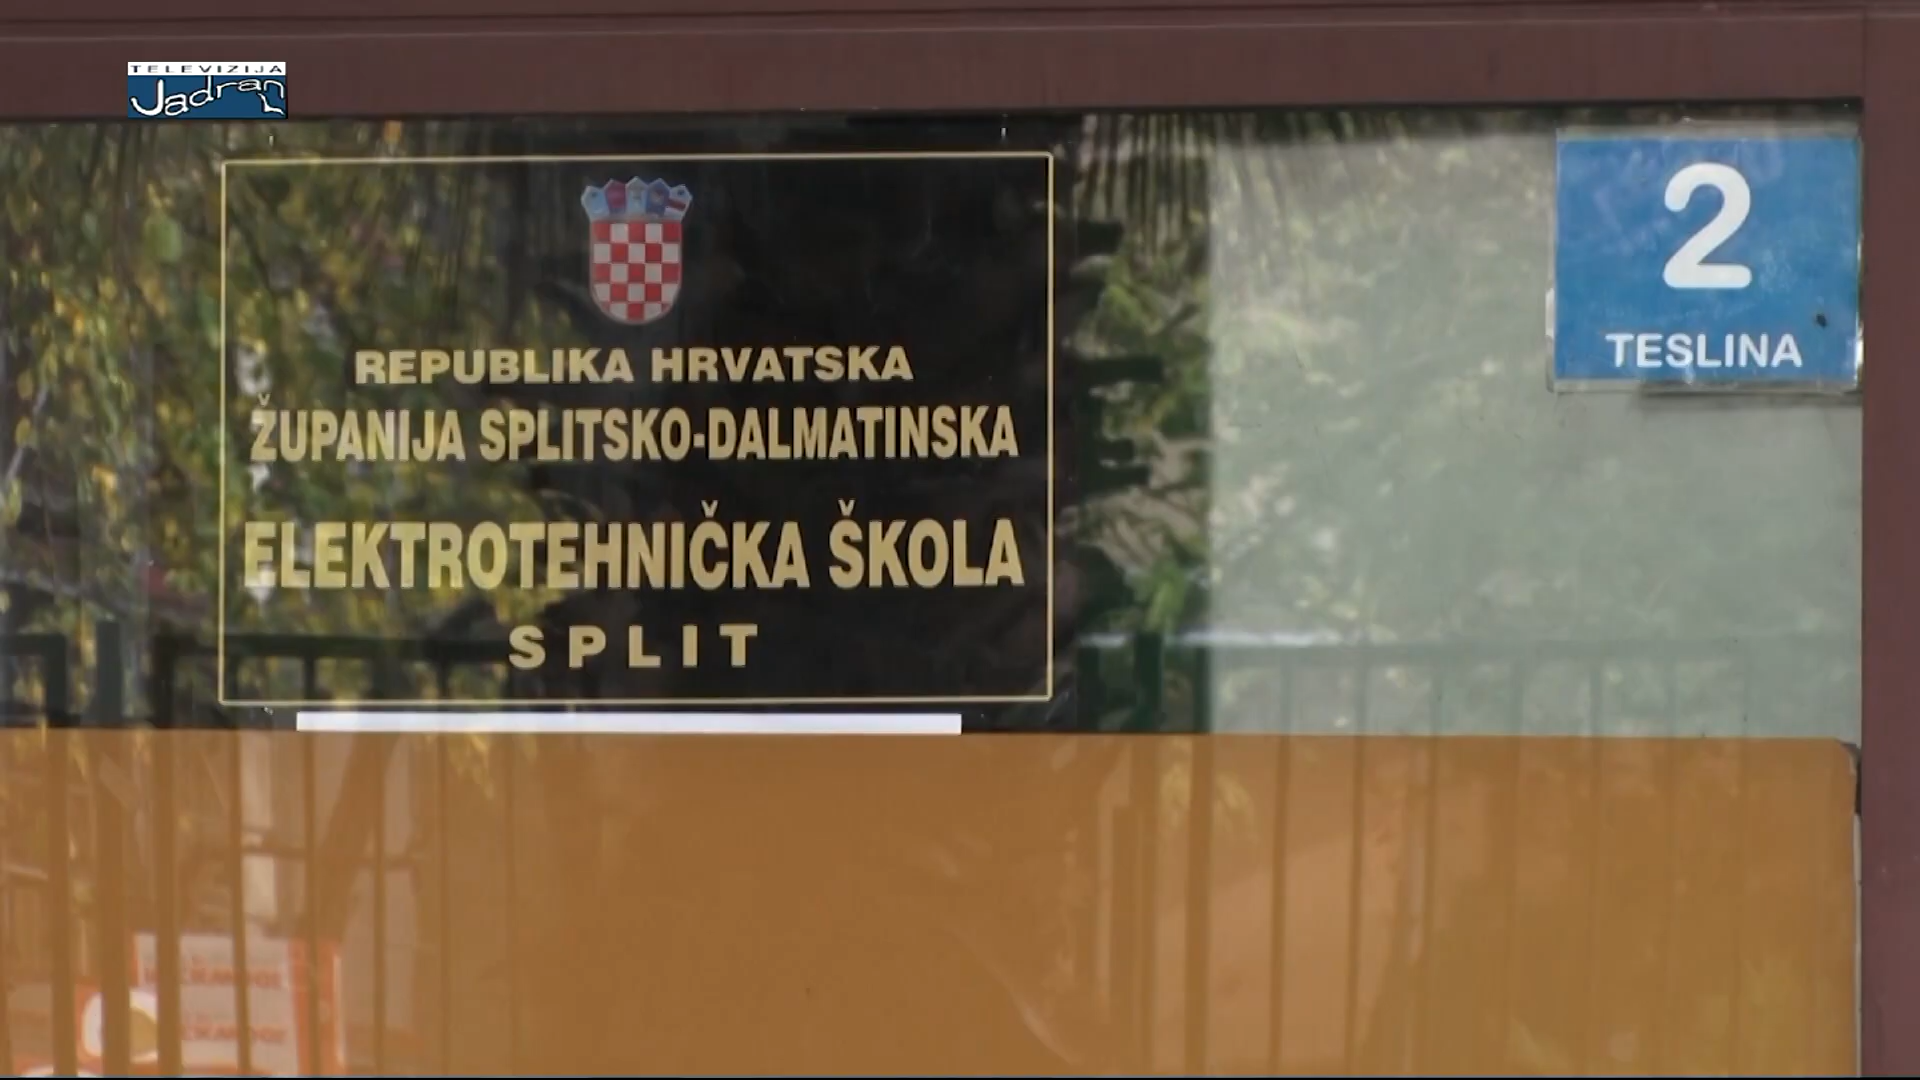 TELEVIZIJA
Jadran
REPUBLIKA HRVATSKA
ŽUPANIJA SPLITSKO-DALMATINSKA
ELEKTROTEHNIČKA ŠKOLA
SPLIT
2
TESLINA